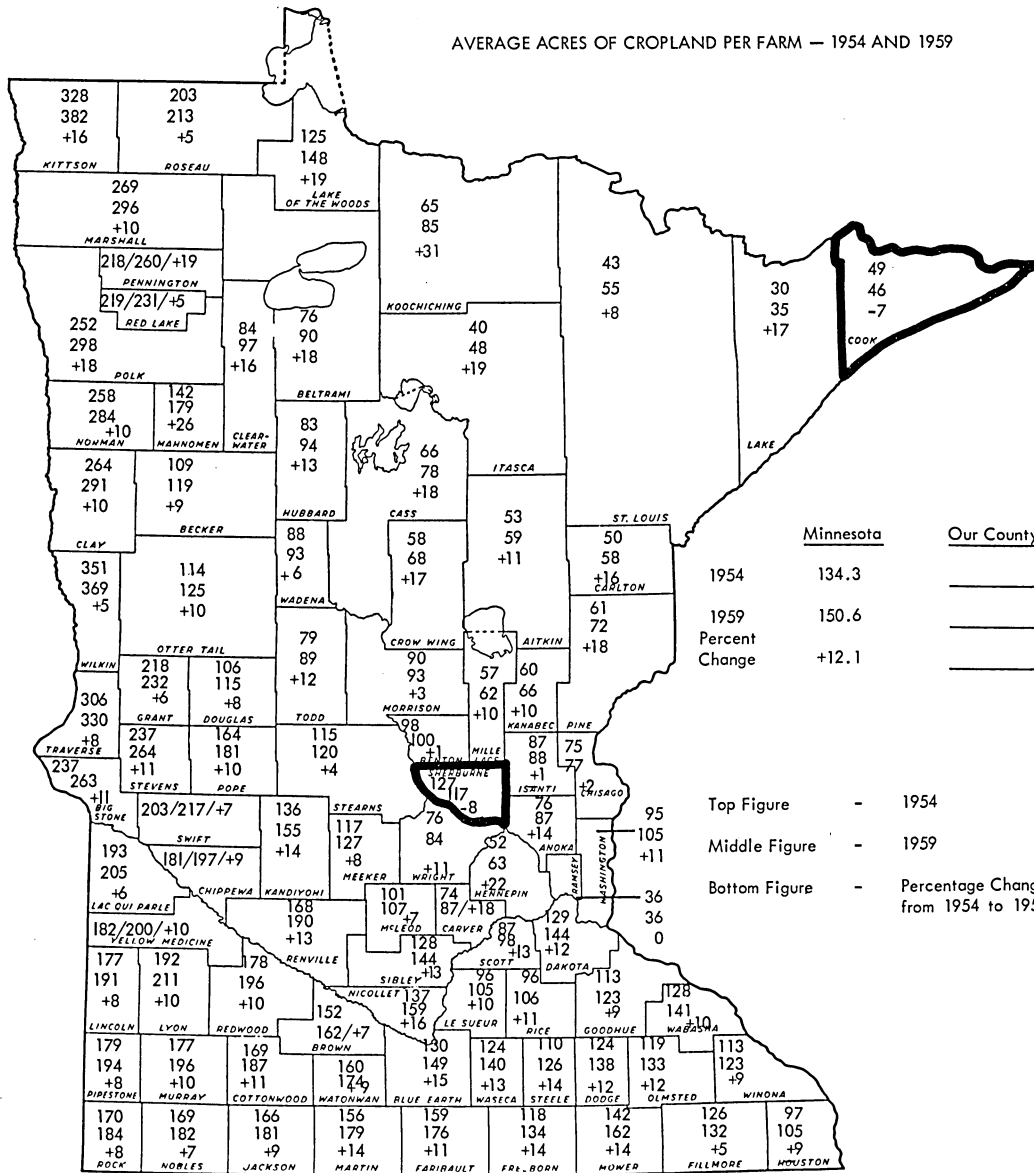 AVERAGE ACRES OF CROPLAND PER FARM — 1954 AND 1959
328
382
+16
KITTSON
203
213
+5
ROSEAU
125
148
+19
LAKE
OF THE WOODS
269
296
+10
MARSHALL
65
85
+31
KOOCHICHING
43
55
+8
ST. LOUIS
30
35
+17
LAKE
49
46
-7
COOK
218/260/+19
PENNINGTON
219/231/+5
RED LAKE
252
298
+18
POLK
84
97
+16
CLEAR-
WATER
76
90
+18
BELTRAMI
40
48
+19
ITASCA
258
284
+10
NORMAN
142
179
+26
MAHNOMEN
83
94
+13
HUBBARD
66
78
+18
CASS
264
291
+10
CLAY
109
119
+9
BECKER
88
93
+6
WADENA
58
68
+17
CROW WING
53
59
+11
AITKIN
50
58
+16
CARLTON
351
369
+5
WILKIN
114
125
+10
OTTER TAIL
79
89
+12
TODD
90
93
+3
MORRISON
57
62
+10
MILLE
LACS
60
66
+10
KANABEC
61
72
+18
PINE
Minnesota
Our County
1954
134.3
1959
150.6
Percent
Change
+12.1
306
330
+8
TRAVERSE
218
232
+6
GRANT
106
115
+8
DOUGLAS
237
264
+11
STEVENS
164
181
+10
POPE
115
120
+4
STEARNS
98
100
+1
BENTON
SHERBURNE
127
117
-8
87
88
+1
ISANTI
75
77
+2
CHISAGO
237
263
+11
BIG
STONE
203/217/+7
SWIFT
136
155
+14
KANDIYOHI
117
127
+8
MEEKER
76
84
+11
WRIGHT
76
87
+14
ANOKA
52
63
+22
HENNEPIN
95
105
+11
WASHINGTON
36
36
0
RAMSEY
Top Figure - 1954
Middle Figure - 1959
Bottom Figure - Percentage Chang
from 1954 to 195
193
205
+6
LAC QUI PARLE
181/197/+9
CHIPPEWA
168
190
+13
RENVILLE
101
107
+7
McLEOD
74
87/+18
CARVER
87
98
+13
SCOTT
129
144
+12
DAKOTA
182/200/+10
YELLOW MEDICINE
128
144
+13
SIBLEY
177
191
+8
LINCOLN
192
211
+10
LYON
178
196
+10
REDWOOD
152
162/+7
BROWN
NICOLLET
137
159
+16
96
105
+10
LE SUEUR
96
106
+11
RICE
113
123
+9
GOODHUE
128
141
+10
WABASHA
179
194
+8
PIPESTONE
177
196
+10
MURRAY
169
187
+11
COTTONWOOD
160
174
+9
WATONWAN
130
149
+15
BLUE EARTH
124
140
+13
WASECA
110
126
+14
STEELE
124
138
+12
DODGE
119
133
+12
OLMSTED
113
123
+9
WINONA
170
184
+8
ROCK
169
182
+7
NOBLES
166
181
+9
JACKSON
156
179
+14
MARTIN
159
176
+11
FARIBAULT
118
134
+14
FRE. BORN
142
162
+14
MOWER
126
132
+5
FILLMORE
97
105
+9
HOUSTON